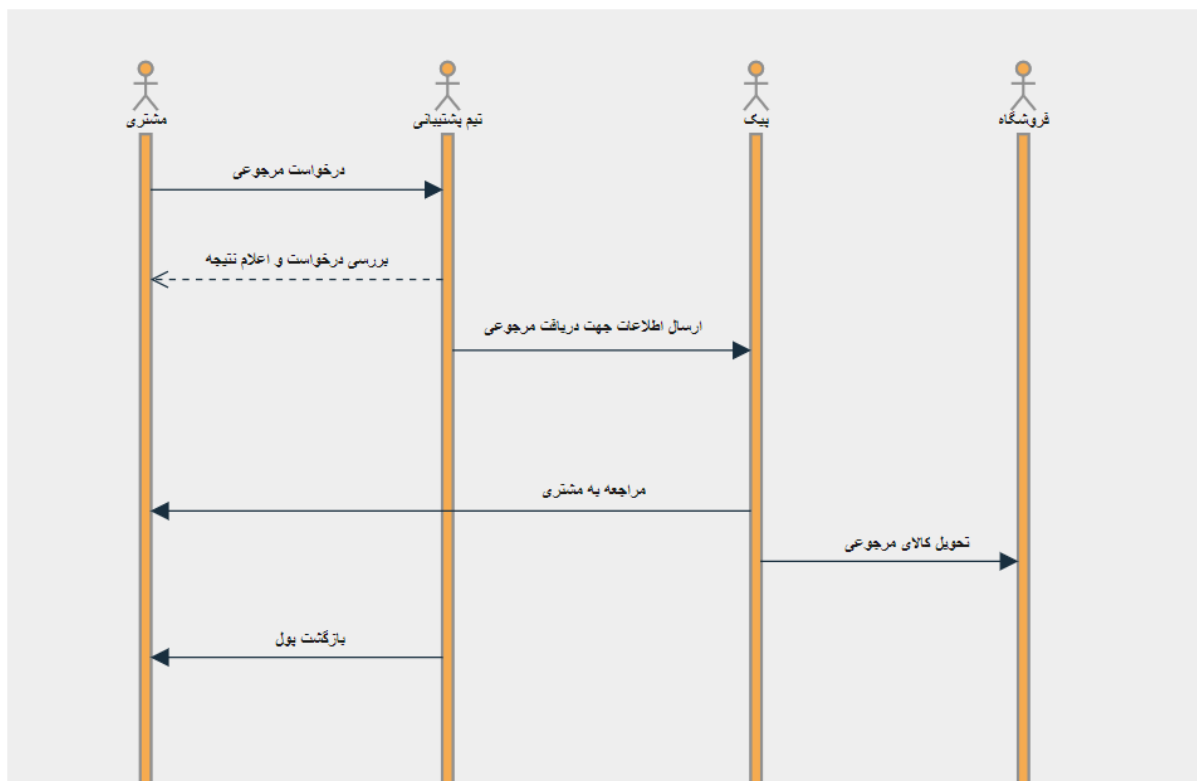 مشتری
تیم پشتیبانی
پیک
فروشگاه
درخواست مرجوعی
بررسی درخواست و اعلام نتیجه
ارسال اطلاعات جهت دریافت مرجوعی
مراجعه به مشتری
تحویل کالای مرجوعی
بازگشت پول